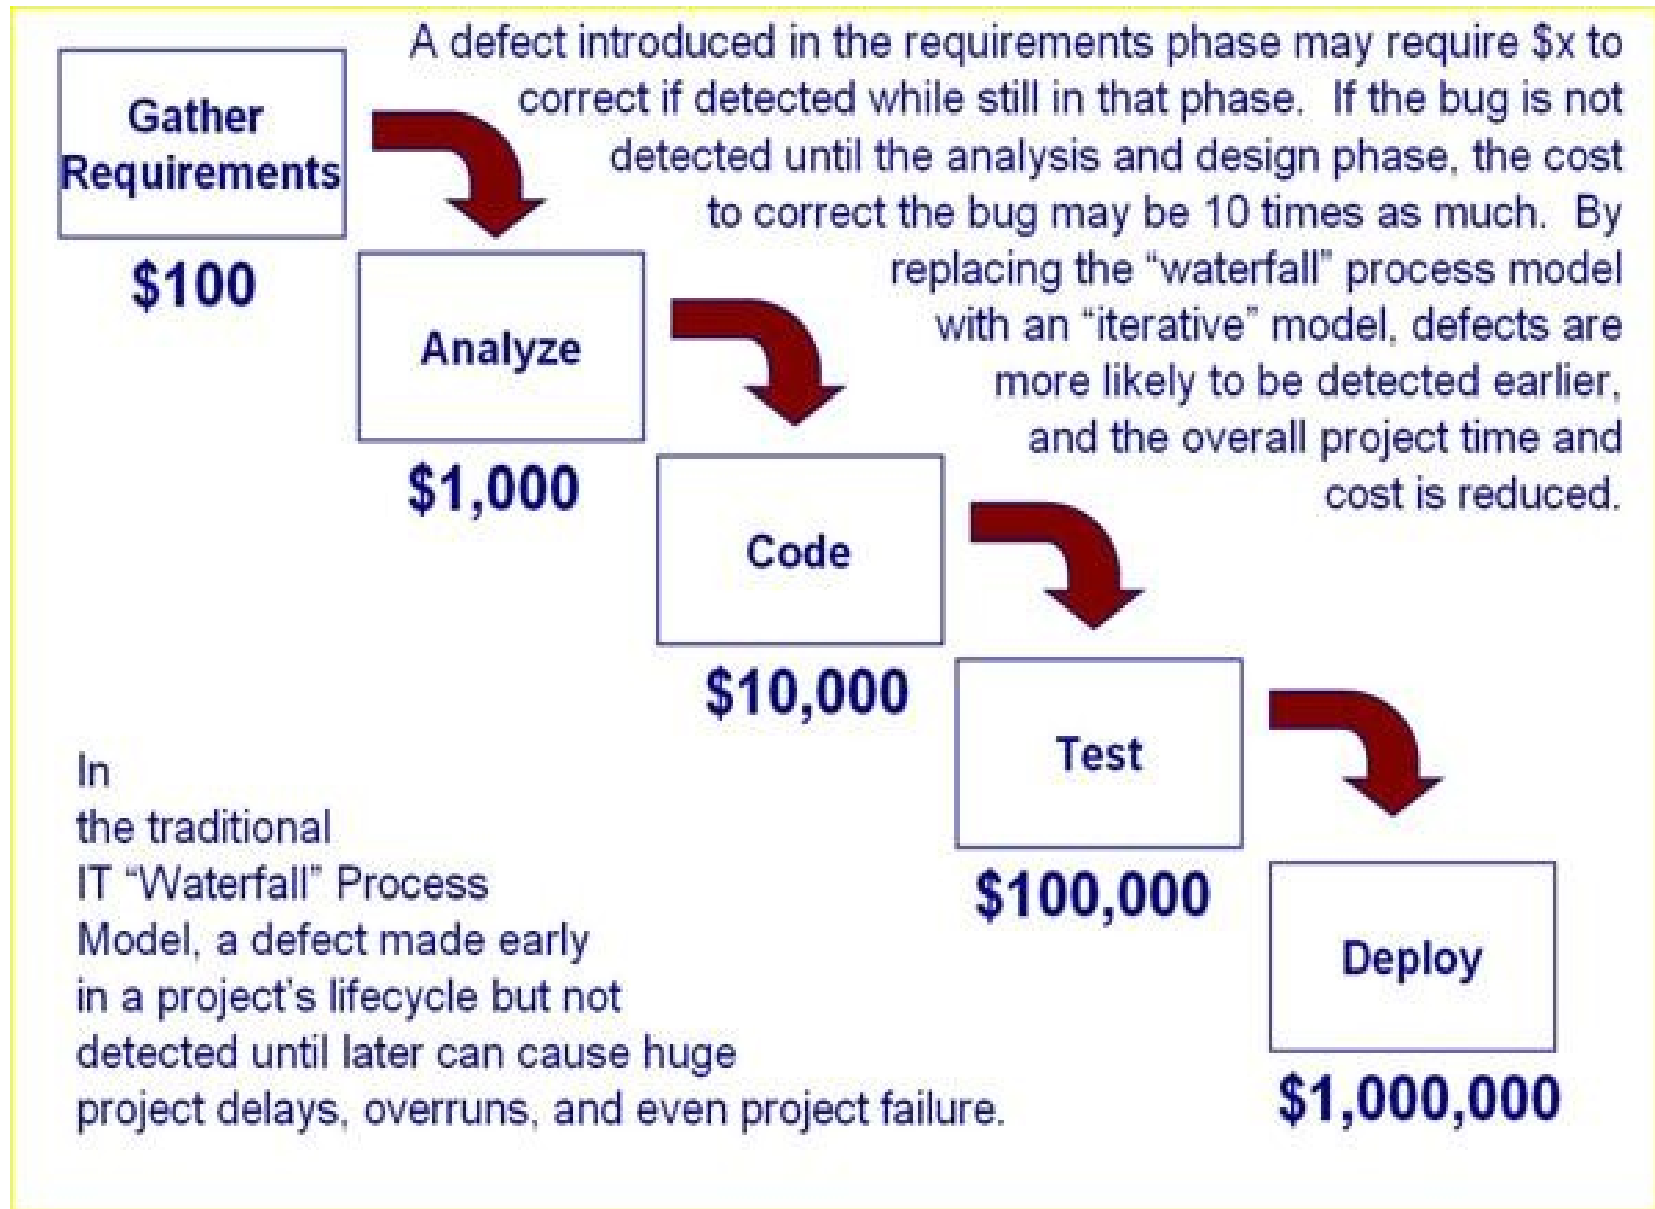 A defect introduced in the requirements phase may require $x to
correct if detected while still in that phase. If the bug is not
detected until the analysis and design phase, the cost
to correct the bug may be 10 times as much. By
replacing the “waterfall” process model
with an “iterative” model, defects are
more likely to be detected earlier,
and the overall project time and
cost is reduced.
Gather
Requirements
$100
Analyze
$1,000
Code
$10,000
Test
$100,000
Deploy
$1,000,000
In
the traditional
IT “Waterfall” Process
Model, a defect made early
in a project's lifecycle but not
detected until later can cause huge
project delays, overruns, and even project failure.